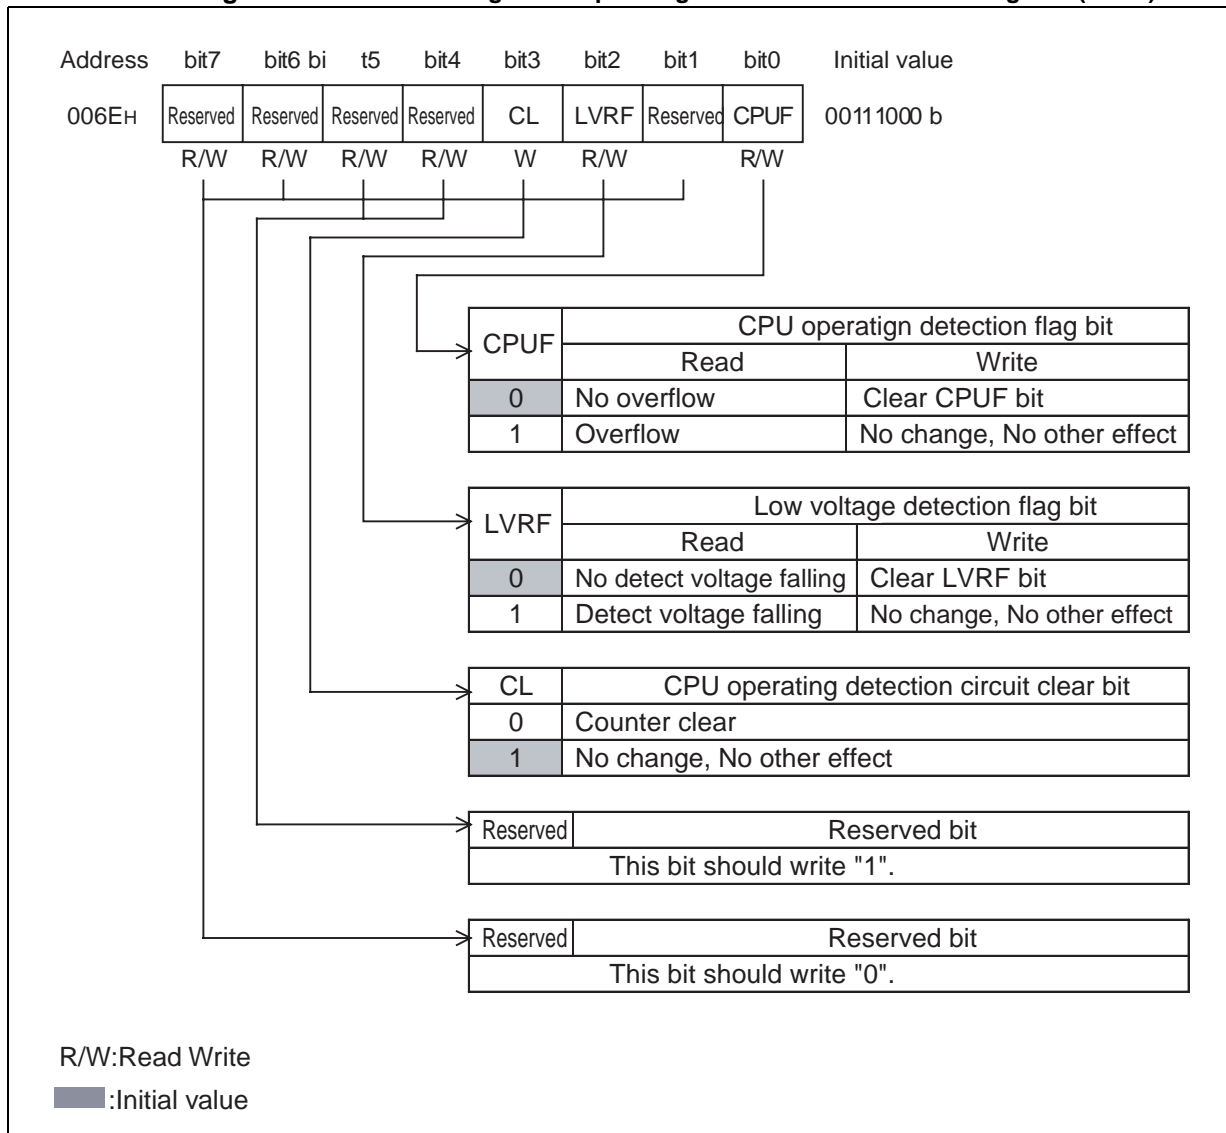 Address bit7 bit6 bi t5 bit4 bit3 bit2 bit1 bit0 Initial value
006EH Reserved Reserved Reserved Reserved CL LVRF Reserved CPUF 00111000 b
R/W R/W R/W R/W W R/W R/W
CPUF CPU operatign detection flag bit
Read Write
0 No overflow Clear CPUF bit
1 Overflow No change, No other effect
LVRF Low voltage detection flag bit
Read Write
0 No detect voltage falling Clear LVRF bit
1 Detect voltage falling No change, No other effect
CL CPU operating detection circuit clear bit
0 Counter clear
1 No change, No other effect
Reserved Reserved bit
This bit should write "1".
Reserved Reserved bit
This bit should write "0".
R/W:Read Write
:Initial value